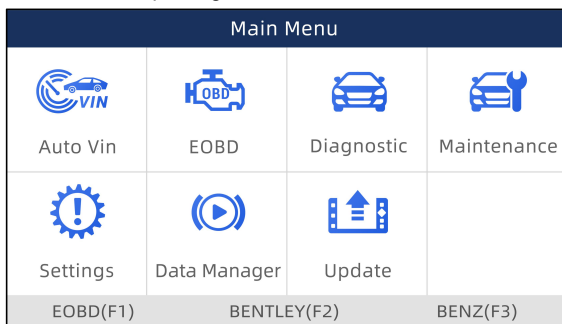 Main Menu
VIN
OBD
Auto Vin
EOBD
Diagnostic
Maintenance
Settings
Data Manager
Update
EOBD(F1)
BENTLEY(F2)
BENZ(F3)